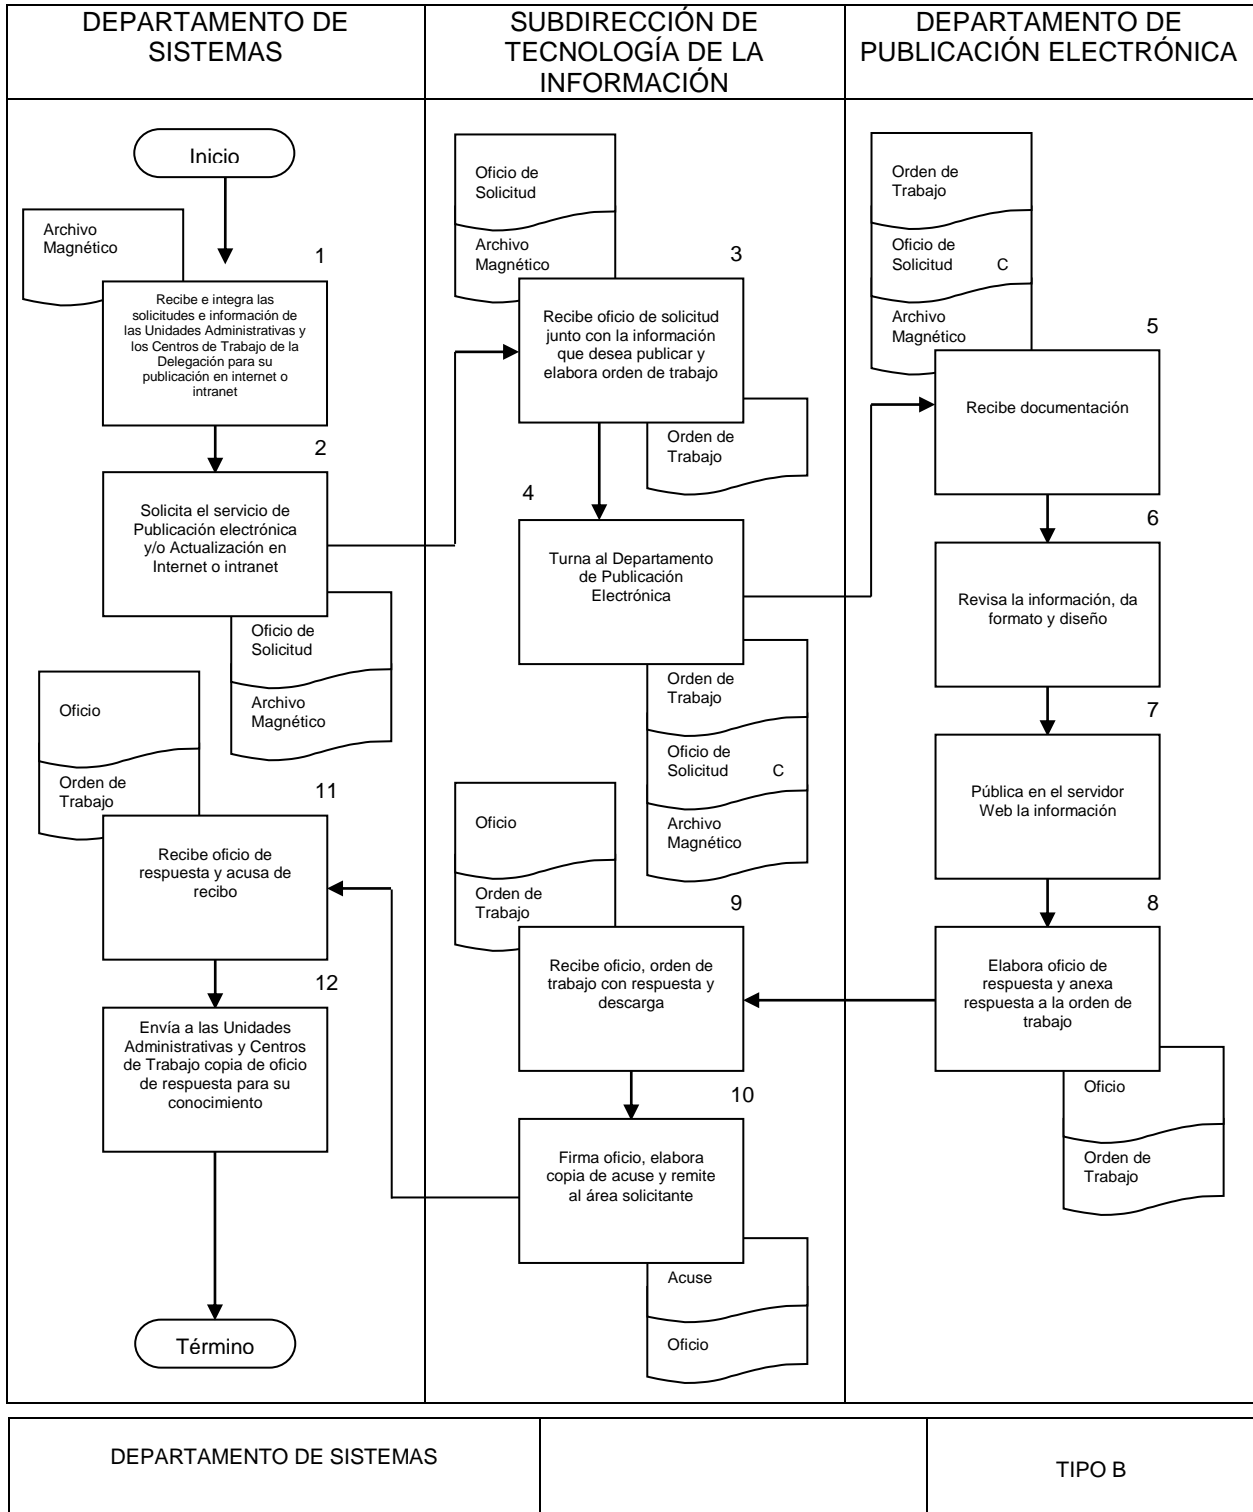 DEPARTAMENTO DE
SISTEMAS
SUBDIRECCIÓN DE
TECNOLOGÍA DE LA
INFORMACIÓN
DEPARTAMENTO DE
PUBLICACIÓN ELECTRÓNICA
Inicio
Archivo
Magnético
1
Recibe e integra las
solicitudes e información de
las Unidades Administrativas y
los Centros de Trabajo de la
Delegación para su
publicación en internet o
intranet
2
Solicita el servicio de
Publicación electrónica
y/o Actualización en
Internet o intranet
Oficio de
Solicitud
Archivo
Magnético
Oficio
Orden de
Trabajo
11
Recibe oficio de
respuesta y acusa de
recibo
12
Envía a las Unidades
Administrativas y Centros
de Trabajo copia de oficio
de respuesta para su
conocimiento
Término
Oficio de
Solicitud
Archivo
Magnético
3
Recibe oficio de solicitud
junto con la información
que desea publicar y
elabora orden de trabajo
Orden de
Trabajo
4
Turna al Departamento
de Publicación
Electrónica
Orden de
Trabajo
Oficio de
Solicitud C
Archivo
Magnético
Oficio
Orden de
Trabajo
9
Recibe oficio, orden de
trabajo con respuesta y
descarga
10
Firma oficio, elabora
copia de acuse y remite
al área solicitante
Acuse
Oficio
Orden de
Trabajo
Oficio de
Solicitud C
Archivo
Magnético
5
Recibe documentación
6
Revisa la información, da
formato y diseño
7
Pública en el servidor
Web la información
8
Elabora oficio de
respuesta y anexa
respuesta a la orden de
trabajo
Oficio
Orden de
Trabajo
DEPARTAMENTO DE SISTEMAS
TIPO B